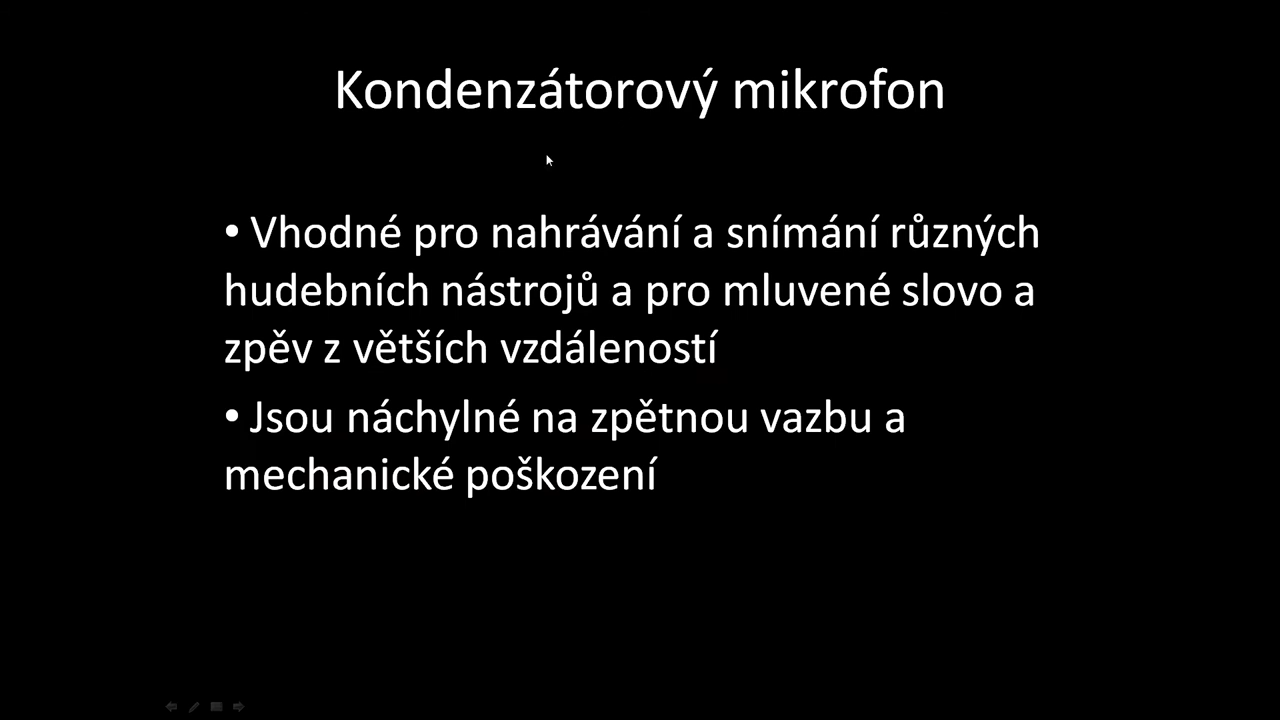 Kondenzátorový mikrofon
• Vhodné pro nahrávání a snímání různých
hudebních nástrojů a pro mluvené slovo a
zpěv z větších vzdáleností
• Jsou náchylné na zpětnou vazbu a
mechanické poškození